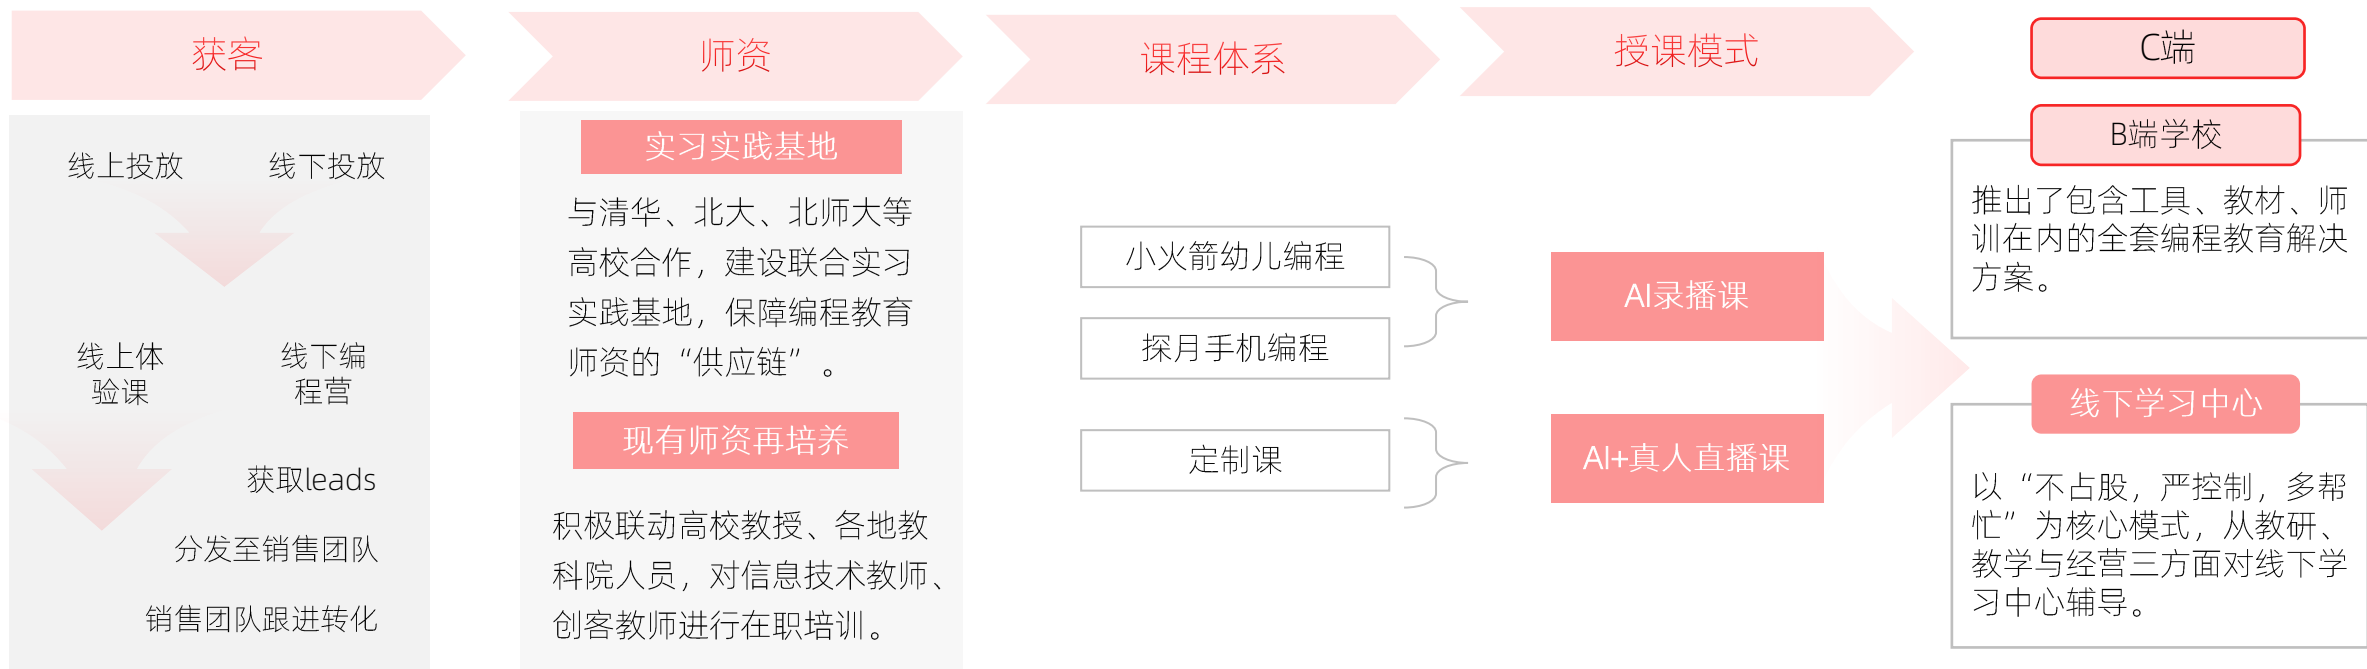 获客
线上投放
线下投放
线上体
验课
线下编
程营
获取leads
分发至销售团队
销售团队跟进转化
师资
实习实践基地
与清华、北大、北师大等
高校合作，建设联合实习
实践基地，保障编程教育
师资的“供应链”。
现有师资再培养
积极联动高校教授、各地教
科院人员，对信息技术教师、
创客教师进行在职培训。
课程体系
小火箭幼儿编程
探月手机编程
定制课
授课模式
AI录播课
AI+真人直播课
C端
B端学校
推出了包含工具、教材、师
训在内的全套编程教育解决
方案。
线下学习中心
以“不占股，严控制，多帮
忙”为核心模式，从教研、
教学与经营三方面对线下学
习中心辅导。